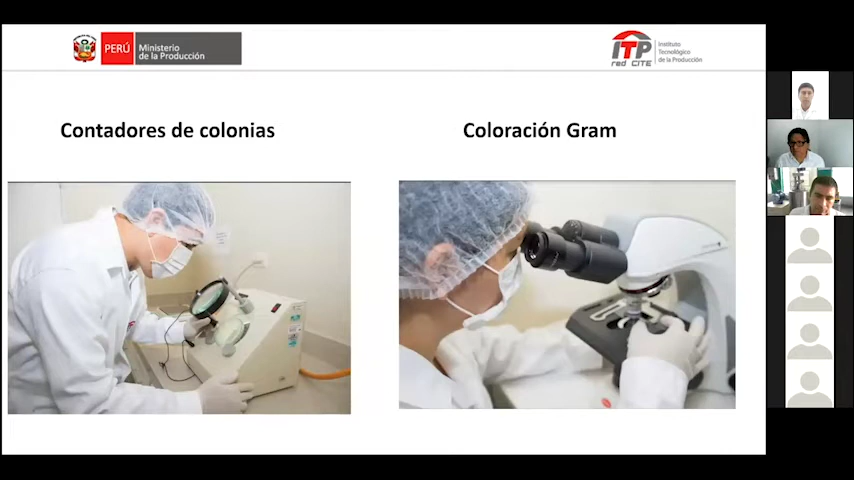 PERÚ
Ministerio
de la Producción
ITP
red CITE
Instituto
Tecnológico
de la Producción
Contadores de colonias
Coloración Gram